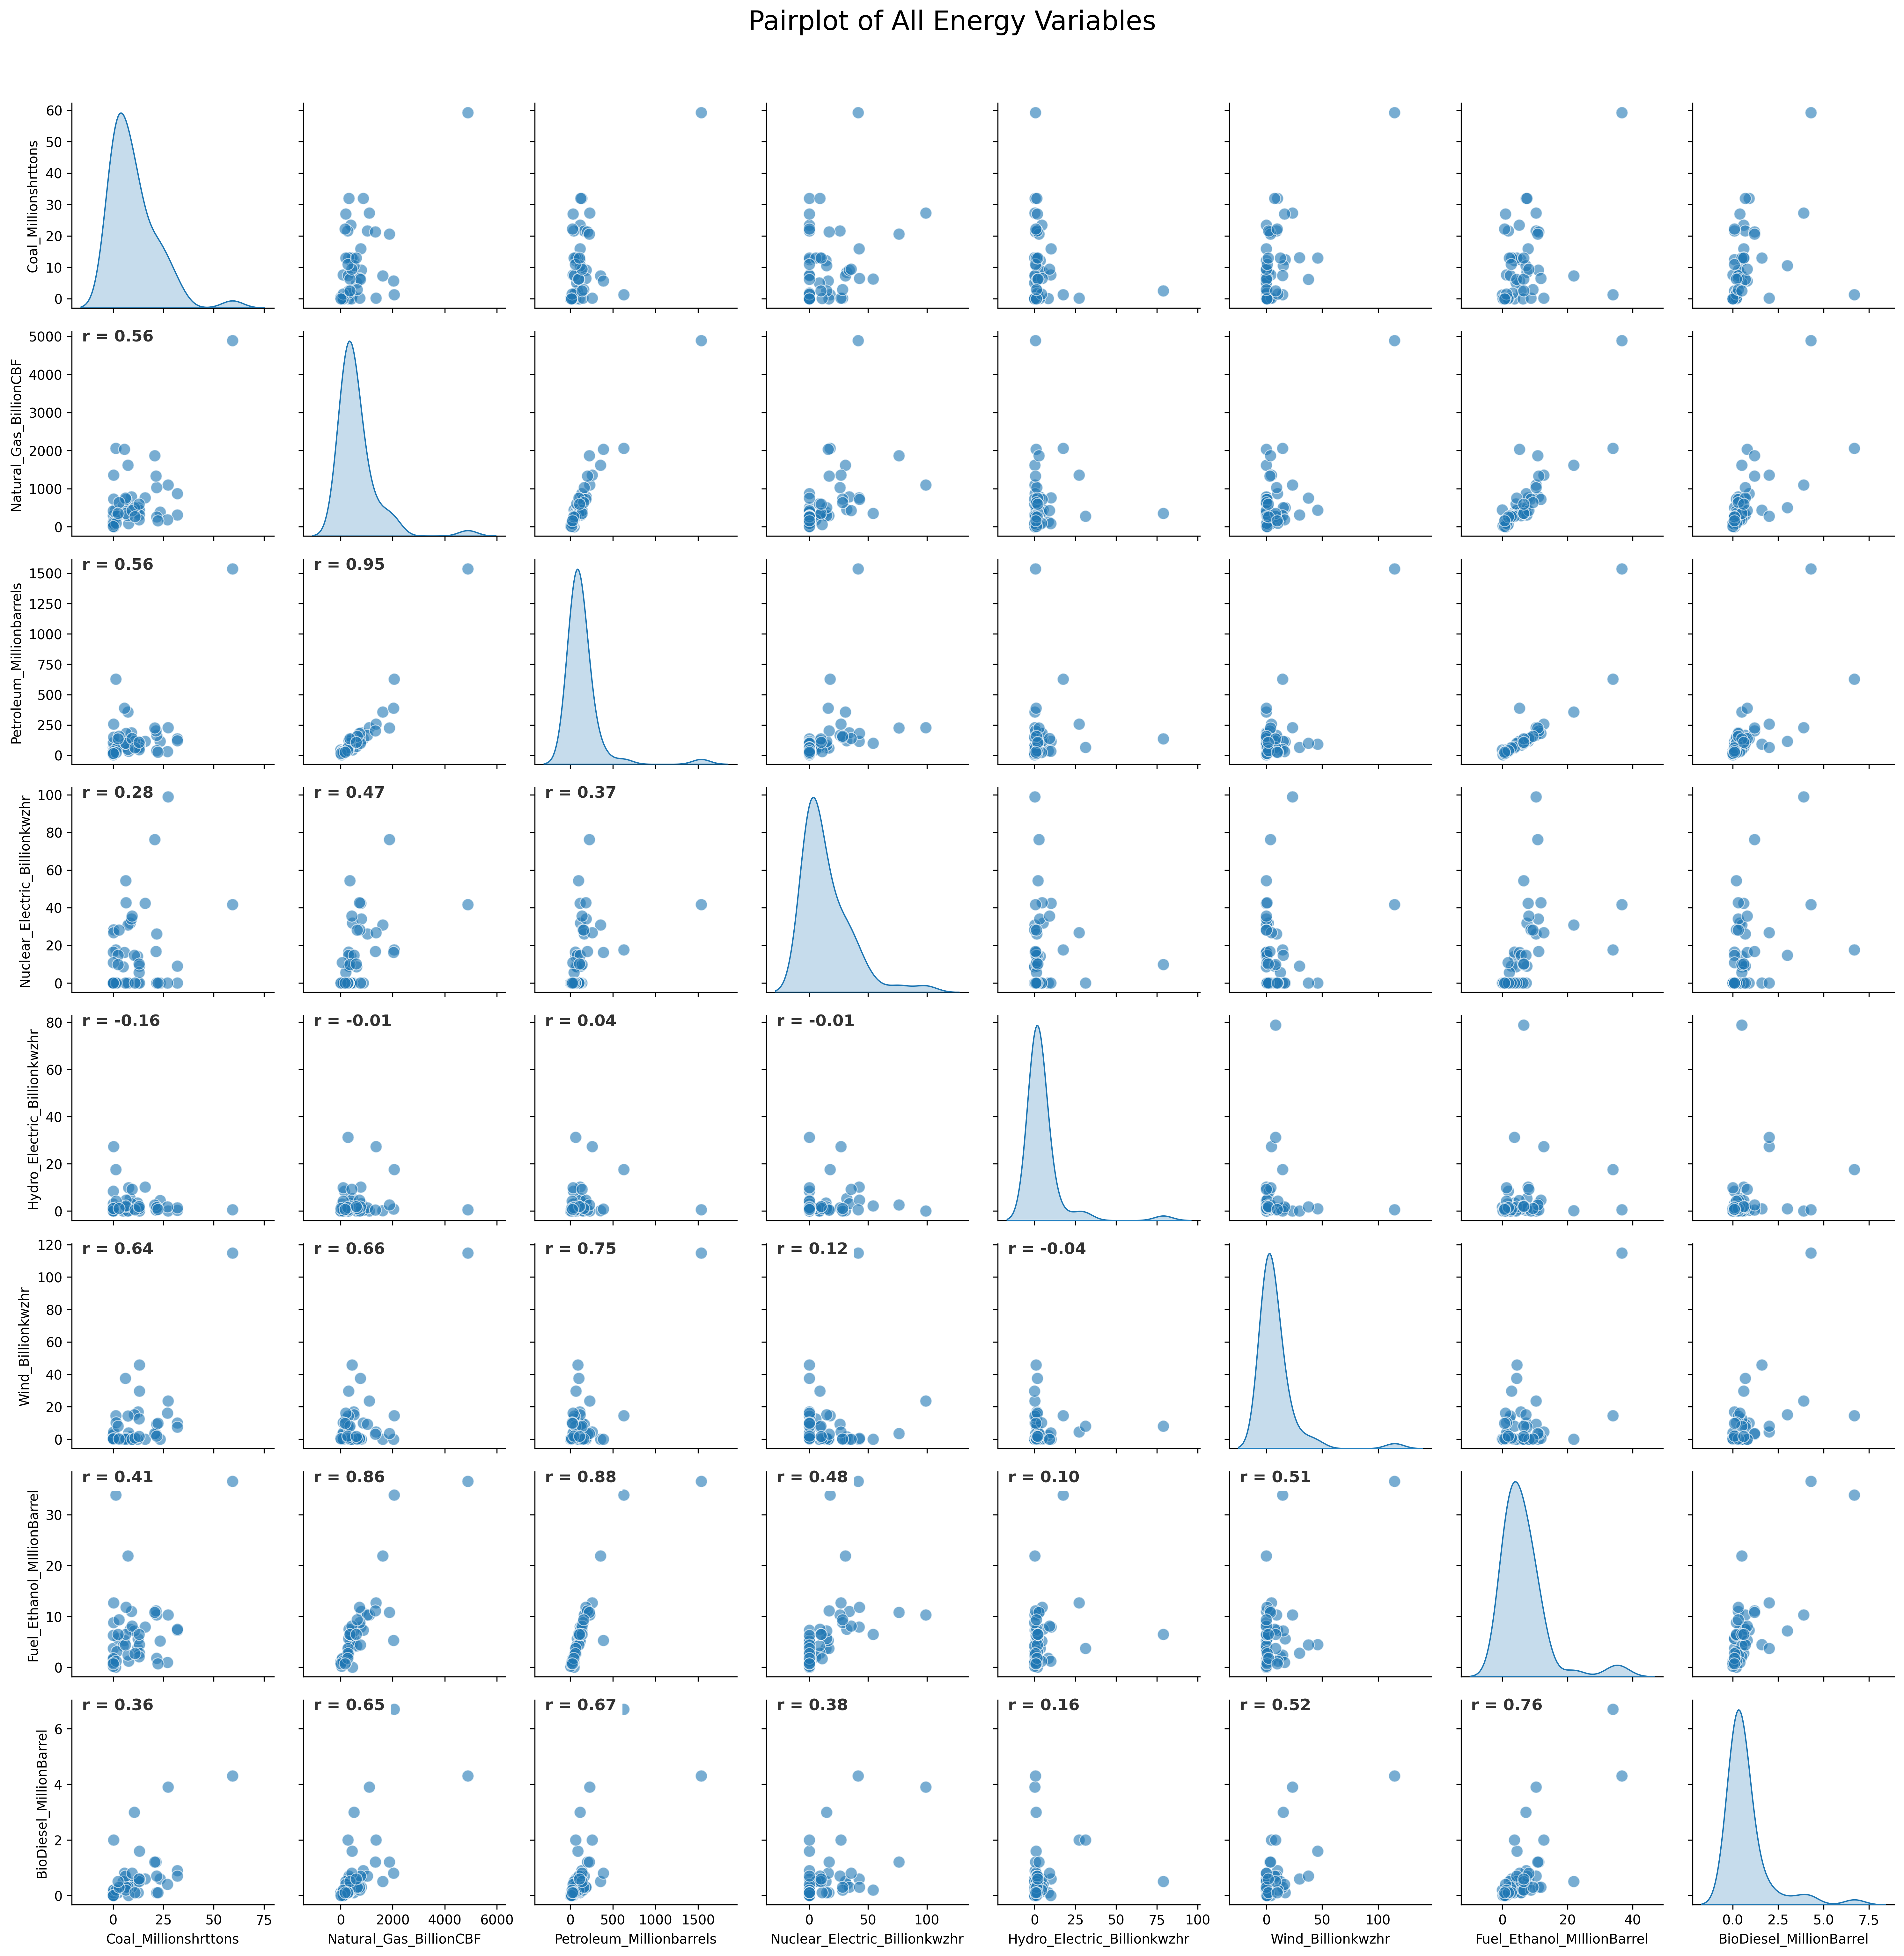 Pairplot of All Energy Variables
60
50
40
30
20
10
0
Coal_Millionshrttons
5000
4000
3000
2000
1000
0
Natural_Gas_BillionCBF
r = 0.56
1500
1250
1000
750
500
250
0
Petroleum_Millionbarrels
r = 0.56
r = 0.95
100
80
60
40
20
0
Nuclear_Electric_Billionkwzhr
r = 0.28
r = 0.47
r = 0.37
80
60
40
20
0
Hydro_Electric_Billionkwzhr
r = -0.16
r = -0.01
r = 0.04
r = -0.01
120
100
80
60
40
20
0
Wind_Billionkwzhr
r = 0.64
r = 0.66
r = 0.75
r = 0.12
r = -0.04
30
20
10
0
Fuel_Ethanol_MIllionBarrel
r = 0.41
r = 0.86
r = 0.88
r = 0.48
r = 0.10
r = 0.51
6
4
2
0
BioDiesel_MillionBarrel
r = 0.36
r = 0.65
r = 0.67
r = 0.38
r = 0.16
r = 0.52
r = 0.76
0 25 50 75
0 2000 4000 6000
0 500 1000 1500
0 50 100
0 25 50 75 100
0 50 100
0 20 40
0.0 2.5 5.0 7.5
Coal_Millionshrttons
Natural_Gas_BillionCBF
Petroleum_Millionbarrels
Nuclear_Electric_Billionkwzhr
Hydro_Electric_Billionkwzhr
Wind_Billionkwzhr
Fuel_Ethanol_MIllionBarrel
BioDiesel_MillionBarrel